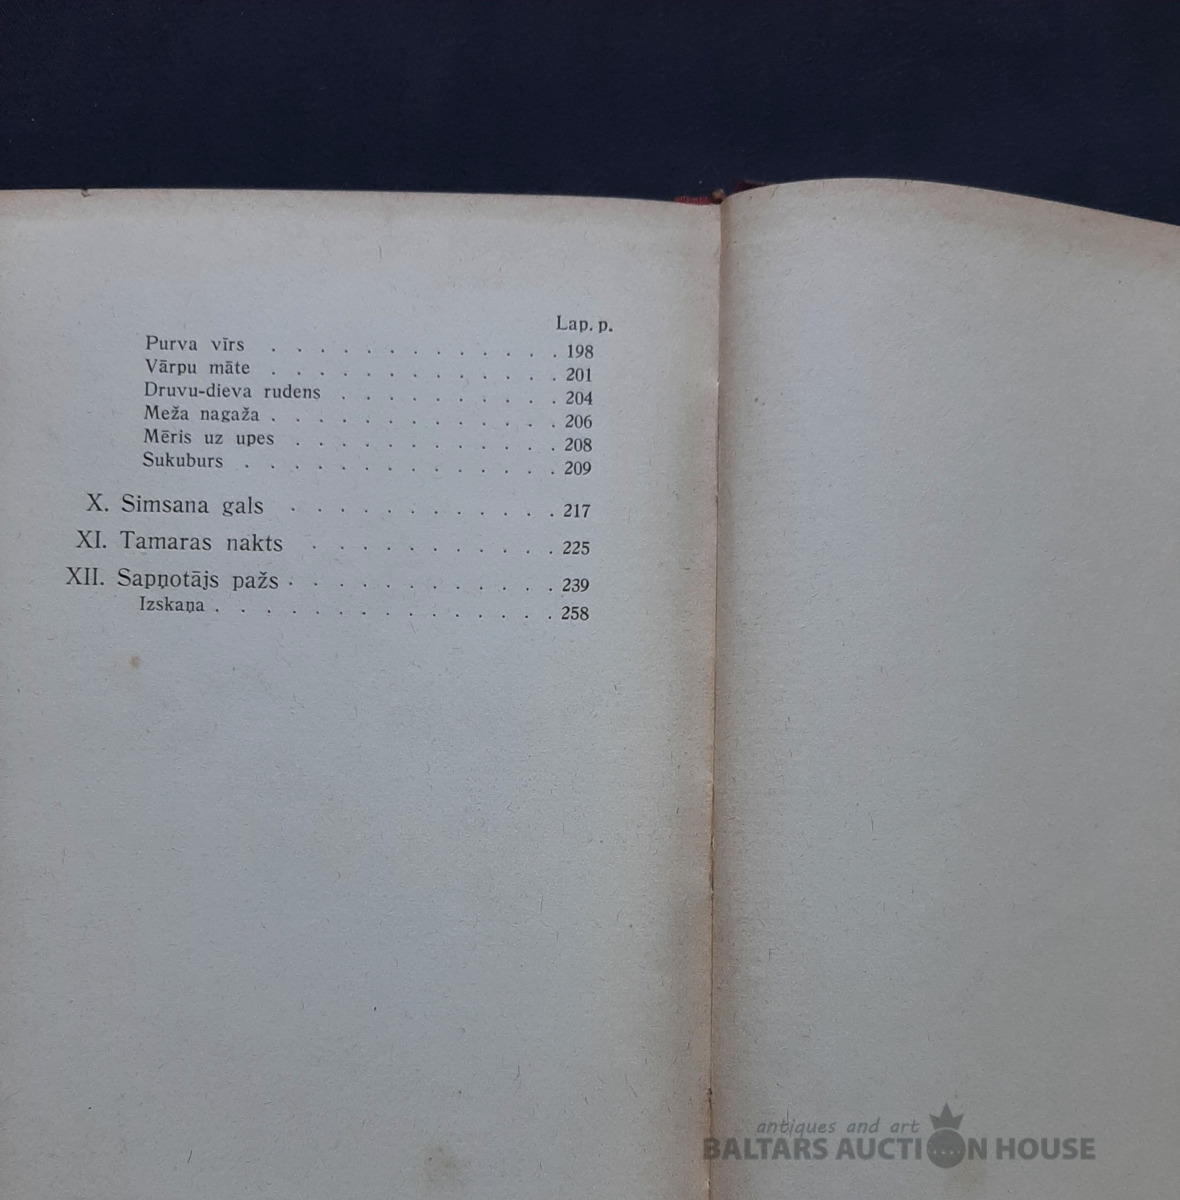 Lap. p.
Purva vīrs . . . . . . . . . . . . . 198
Vārpu māte . . . . . . . . . . . . . 201
Druvu-dieva rudens . . . . . . . . . . 204
Meža nagaža . . . . . . . . . . . . . 206
Mēris uz upes . . . . . . . . . . . . 208
Sukuburs . . . . . . . . . . . . . . 209
X. Simsana gals . . . . . . . . . . . . 217
XI. Tamaras nakts . . . . . . . . . . . 225
XII. Sapņotājs pažs . . . . . . . . . . . . 239
Izskaņa . . . . . . . . . . . . . . . 258
antiques and art
BALTARS AUCTION HOUSE